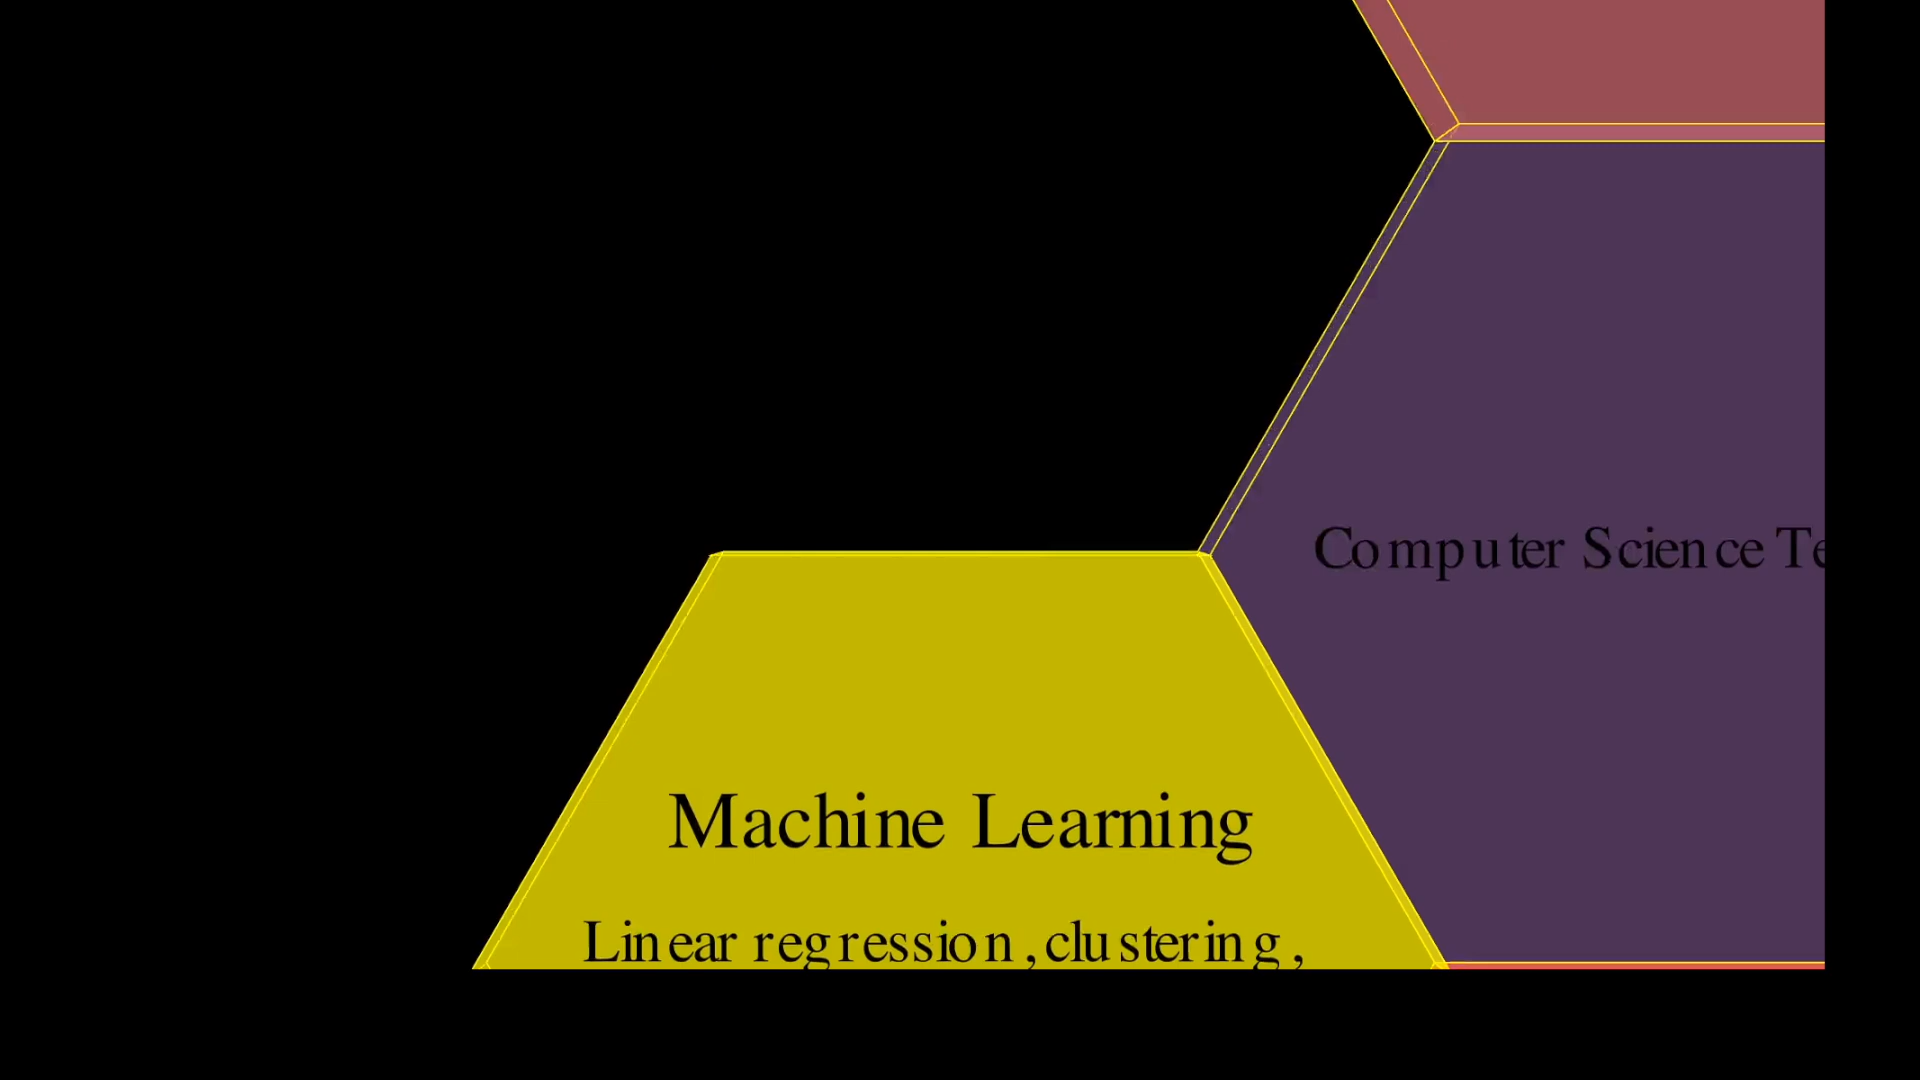 Computer Science
Machine Learning
Linear regression, clustering,